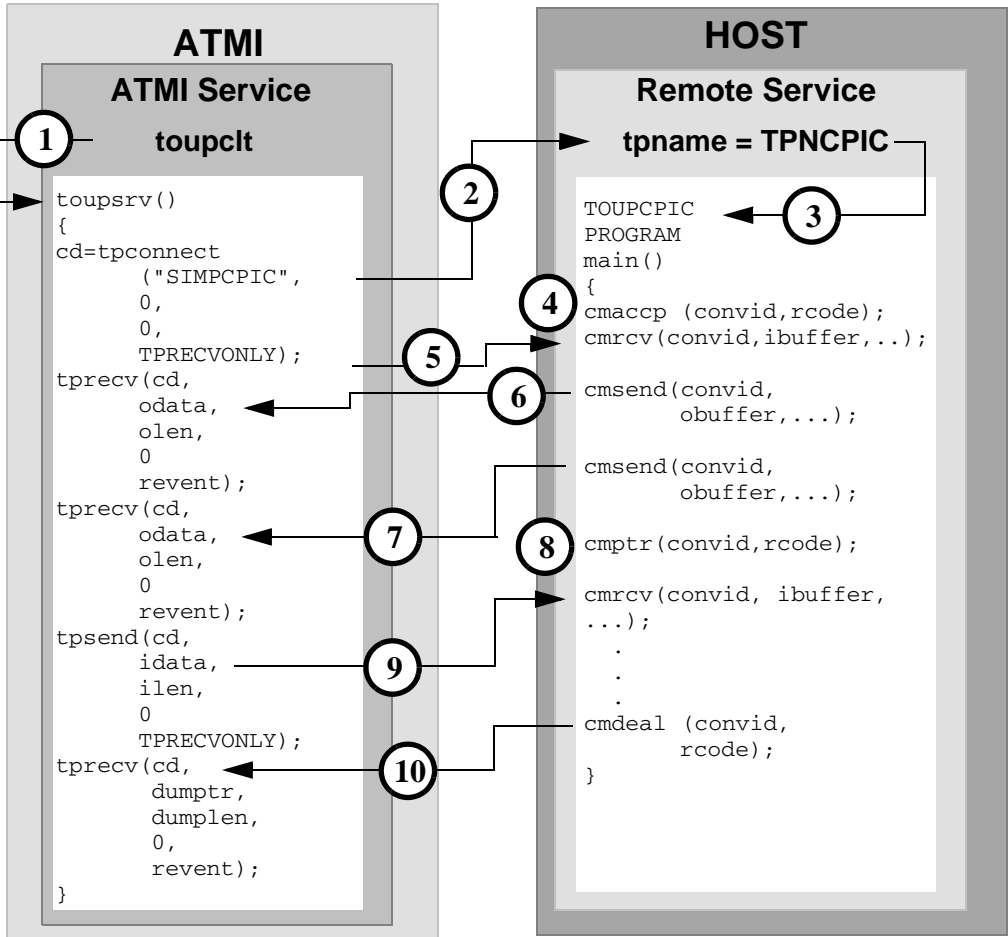 ATMI
ATMI Service
1
toupclt
toupsrv()
{
cd=tpconnect
("SIMPCPIC",
0,
0,
TPRECVONLY);
tprecv(cd,
odata,
olen,
0
revent);
tprecv(cd,
odata,
olen,
0
revent);
tpsend(cd,
idata,
ilen,
0
TPRECVONLY);
tprecv(cd,
dumptr,
dumplen,
0,
revent);
}
2
5
6
7
9
10
HOST
Remote Service
tpname = TPNCPIC
3
TOUPCPIC
PROGRAM
main()
{
4
cmaccp (convid,rcode);
cmrcv(convid,ibuffer,..);
cmsend(convid,
obuffer,...);
cmsend(convid,
obuffer,...);
8
cmptr(convid,rcode);
cmrcv(convid, ibuffer,
...);
.
.
.
cmdeal (convid,
rcode);
}